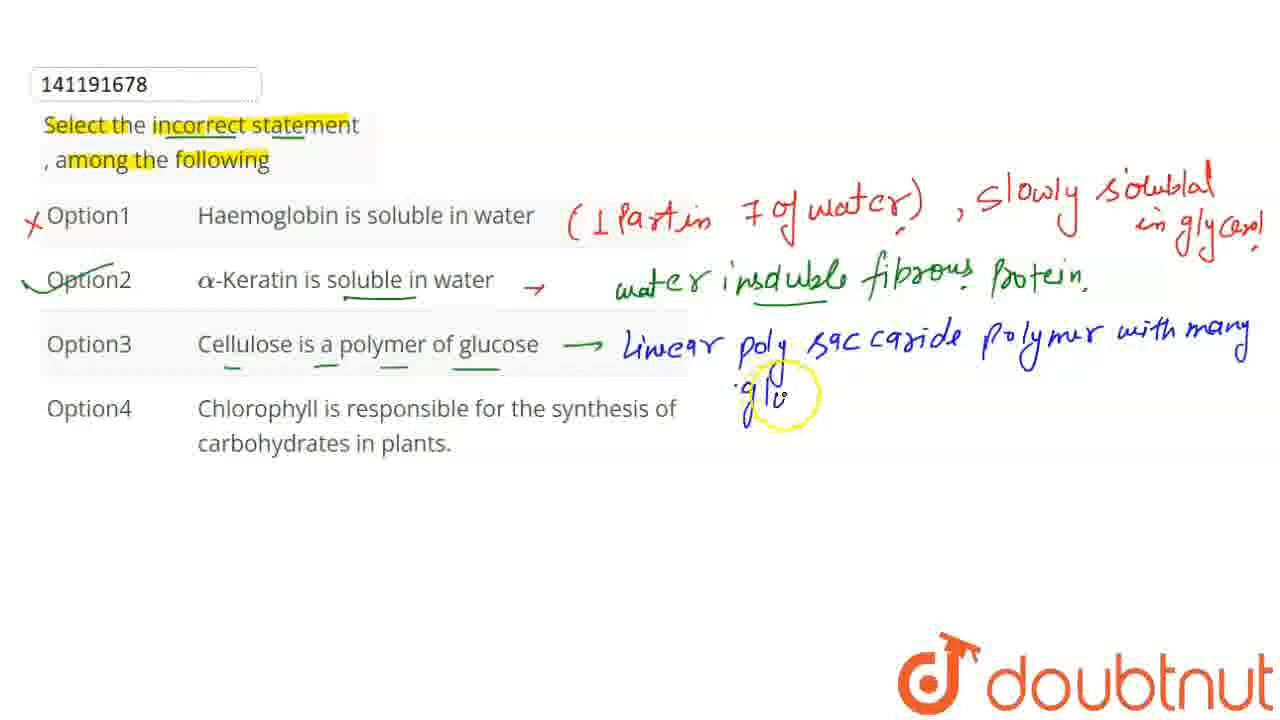 141191678
Select the incorrect statement
, among the following
x Option1 Haemoglobin is soluble in water (1 Part in 7 of water) , slowly solublal
in glycerol
Option2 α-Keratin is soluble in water → water insoluble fibrous Protein.
Option3 Cellulose is a polymer of glucose → Linear poly saccaride polymer with many
glu
Option4 Chlorophyll is responsible for the synthesis of
carbohydrates in plants.
doubtnut